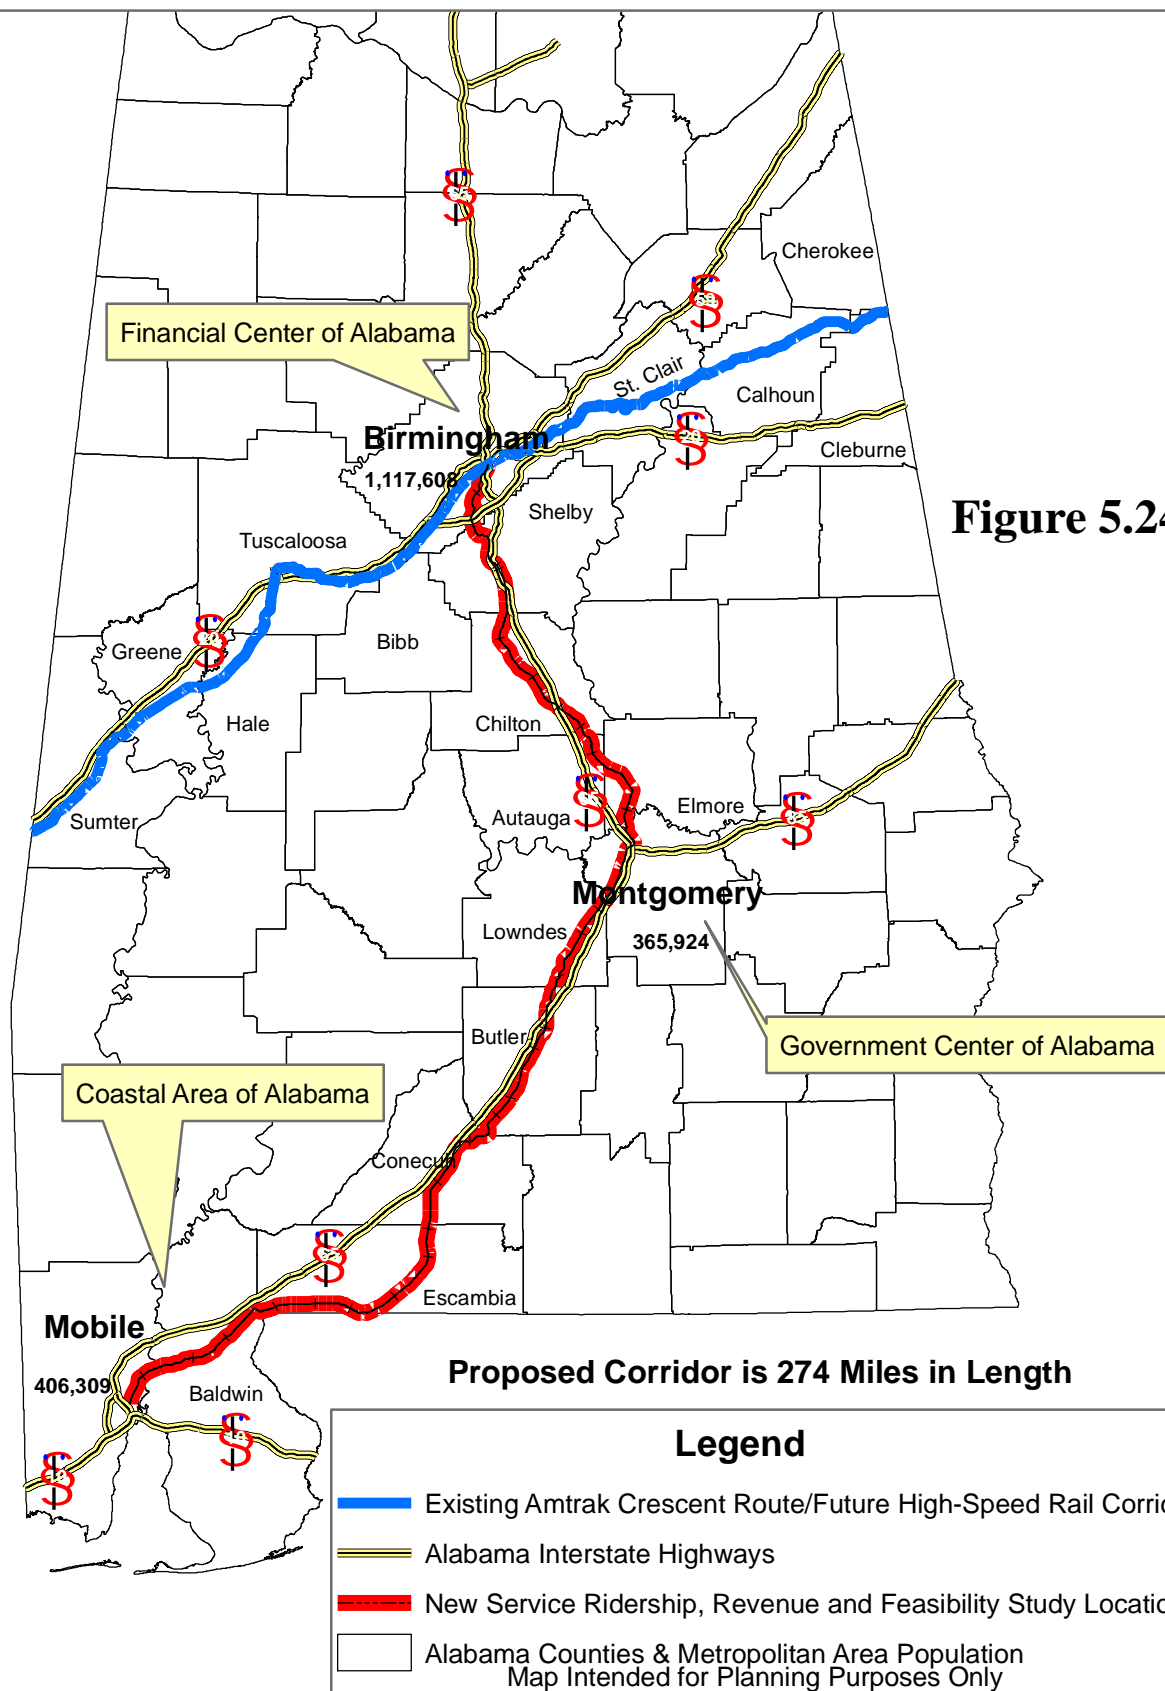 Cherokee
Financial Center of Alabama
St. Clair
Calhoun
Birmingham
Cleburne
1,117,608
Shelby
Figure 5.24
Tuscaloosa
Greene
Bibb
Hale
Chilton
Sumter
Autauga
Elmore
Montgomery
Lowndes
365,924
Butler
Government Center of Alabama
Coastal Area of Alabama
Conecuh
Escambia
Mobile
Proposed Corridor is 274 Miles in Length
406,309
Baldwin
Legend
Existing Amtrak Crescent Route/Future High-Speed Rail Corrid
Alabama Interstate Highways
New Service Ridership, Revenue and Feasibility Study Locatio
Alabama Counties & Metropolitan Area Population
Map Intended for Planning Purposes Only